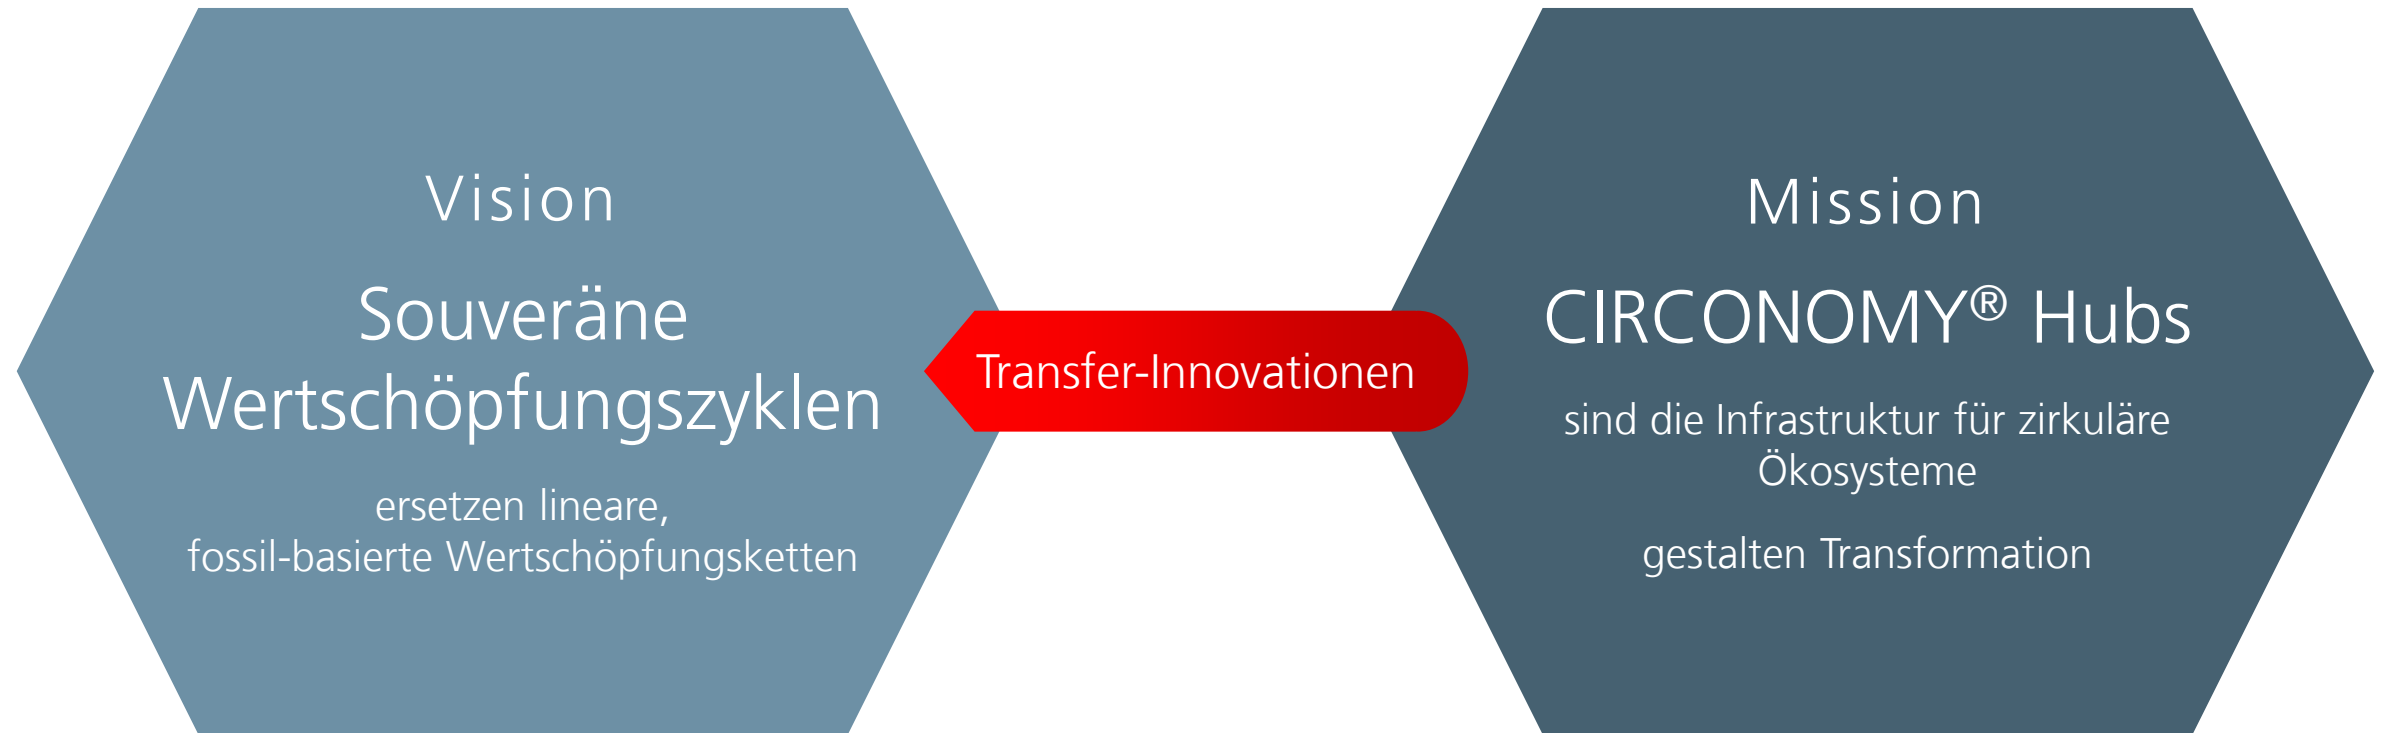 Vision
Souveräne
Wertschöpfungszyklen
ersetzen lineare,
fossil-basierte Wertschöpfungsketten
Transfer-Innovationen
Mission
CIRCONOMY® Hubs
sind die Infrastruktur für zirkuläre
Ökosysteme
gestalten Transformation